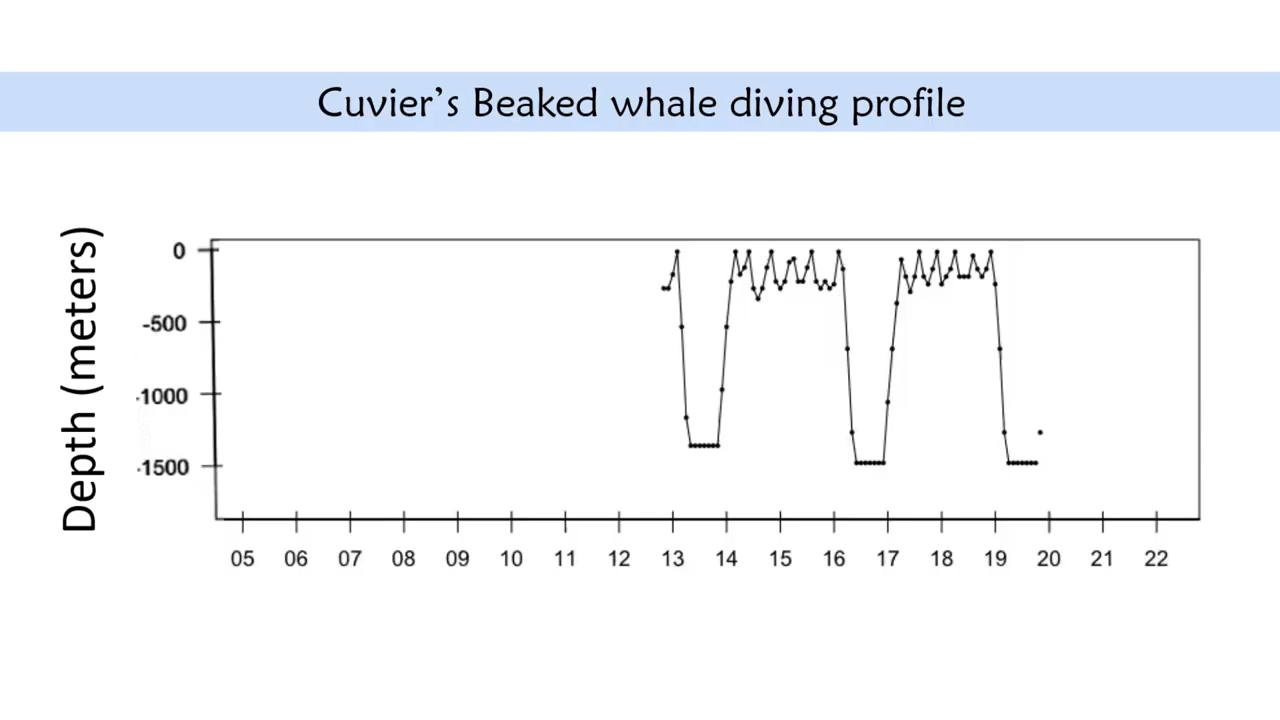 Cuvier's Beaked whale diving profile
Depth (meters)
0
-500
-1000
-1500
05 06 07 08 09 10 11 12 13 14 15 16 17 18 19 20 21 22